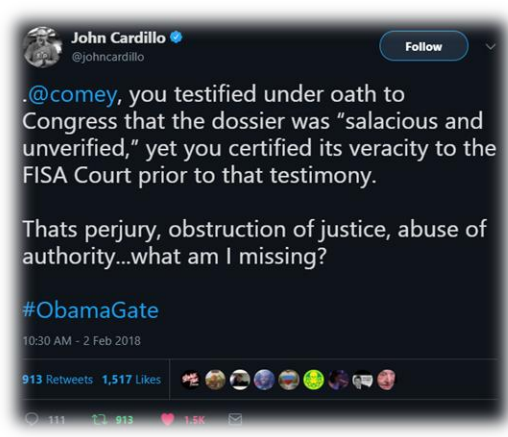 John Cardillo
@johncardillo
Follow
.@comey, you testified under oath to
Congress that the dossier was “salacious and
unverified,” yet you certified its veracity to the
FISA Court prior to that testimony.
Thats perjury, obstruction of justice, abuse of
authority...what am I missing?
#ObamaGate
10:30 AM - 2 Feb 2018
913 Retweets 1,517 Likes
111 913 1.5K